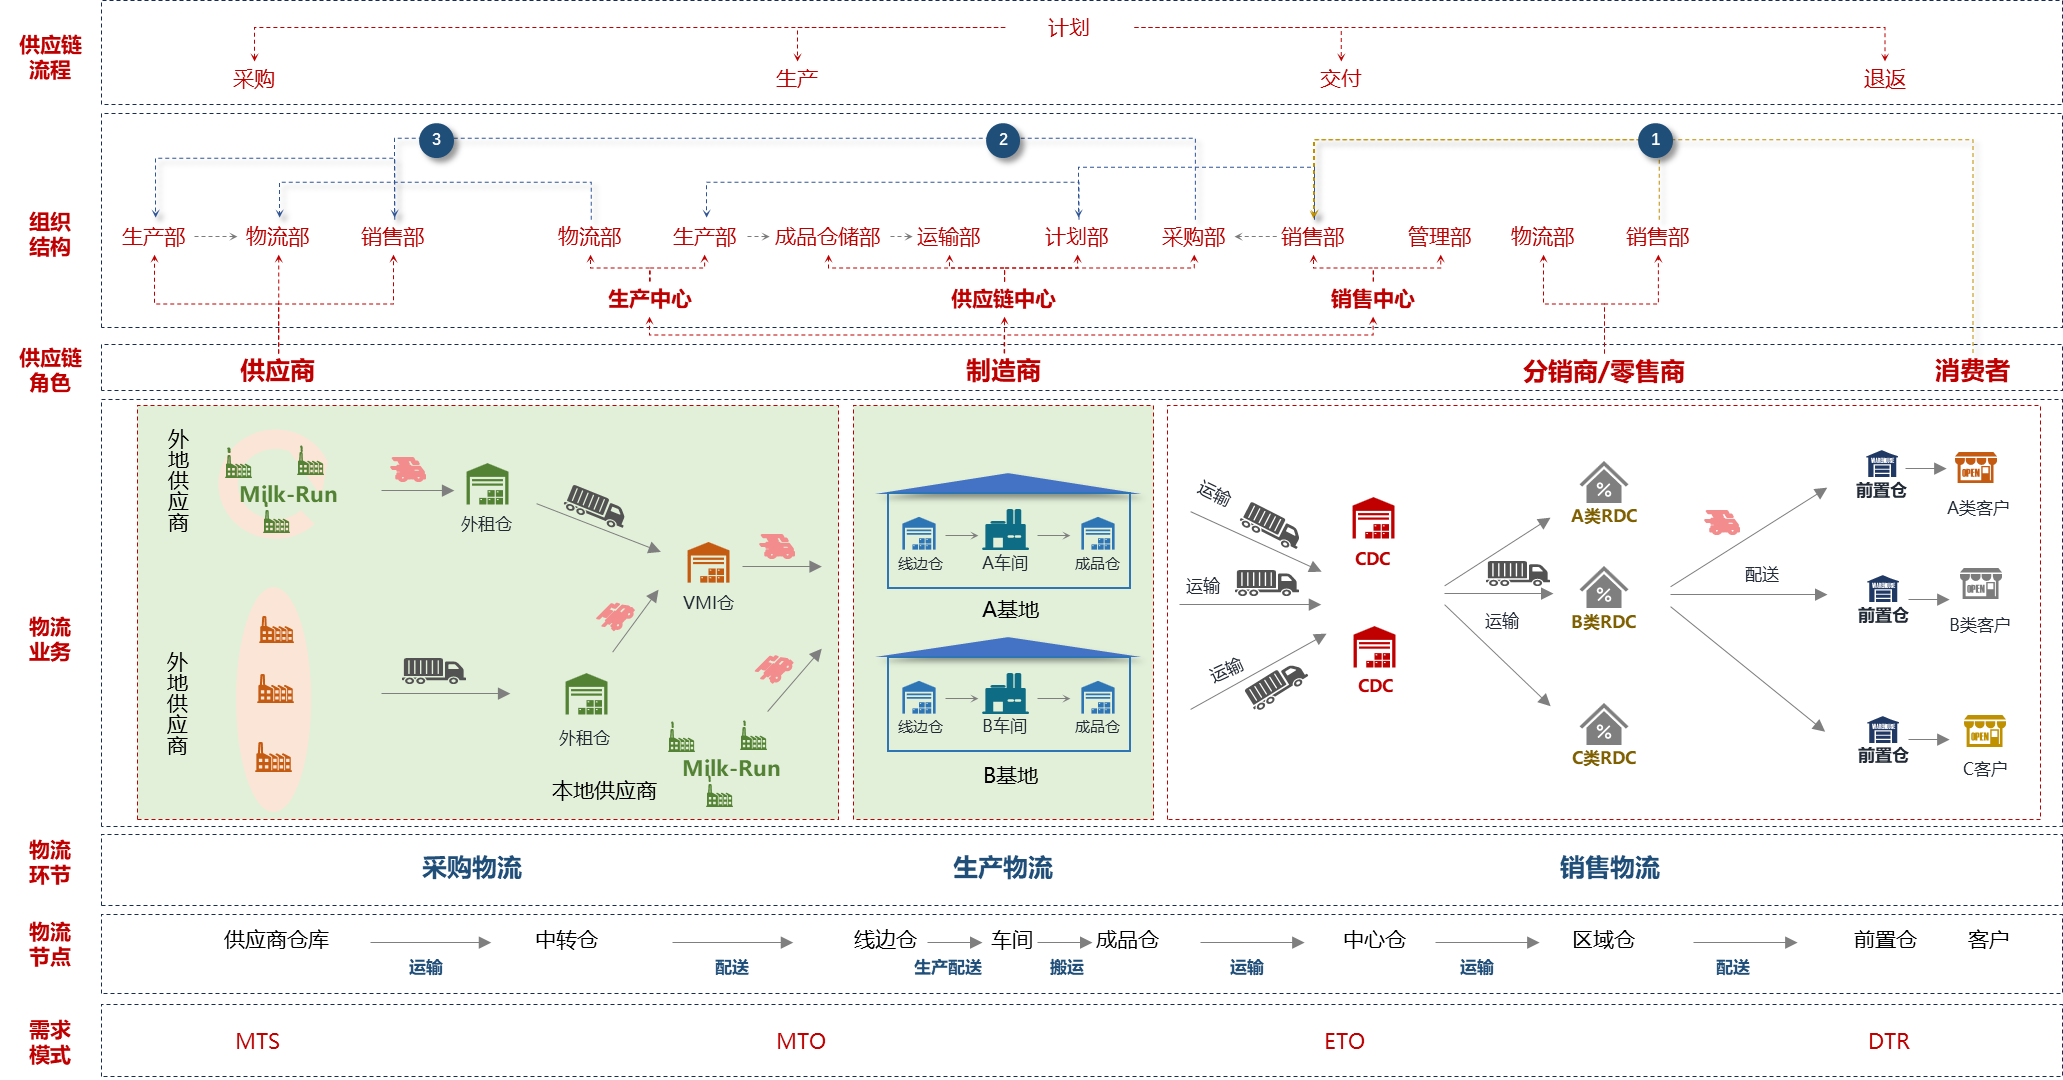 供应链
流程
计划
采购
生产
交付
退返
组织
结构
3
2
1
生产部
物流部
销售部
物流部
生产部
成品仓储部
运输部
计划部
采购部
销售部
管理部
物流部
销售部
生产中心
供应链中心
销售中心
供应链
角色
供应商
制造商
分销商/零售商
消费者
物流
业务
外地供应商
Milk-Run
外租仓
VMI仓
外地供应商
外租仓
本地供应商
Milk-Run
线边仓
A车间
成品仓
A基地
线边仓
B车间
成品仓
B基地
运输
运输
运输
CDC
CDC
运输
A类RDC
B类RDC
C类RDC
配送
WAREHOUSE
前置仓
OPEN
A类客户
WAREHOUSE
前置仓
OPEN
B类客户
WAREHOUSE
前置仓
OPEN
C客户
物流
环节
采购物流
生产物流
销售物流
物流
节点
供应商仓库
运输
中转仓
配送
线边仓
生产配送
车间
搬运
成品仓
运输
中心仓
运输
区域仓
配送
前置仓
客户
需求
模式
MTS
MTO
ETO
DTR